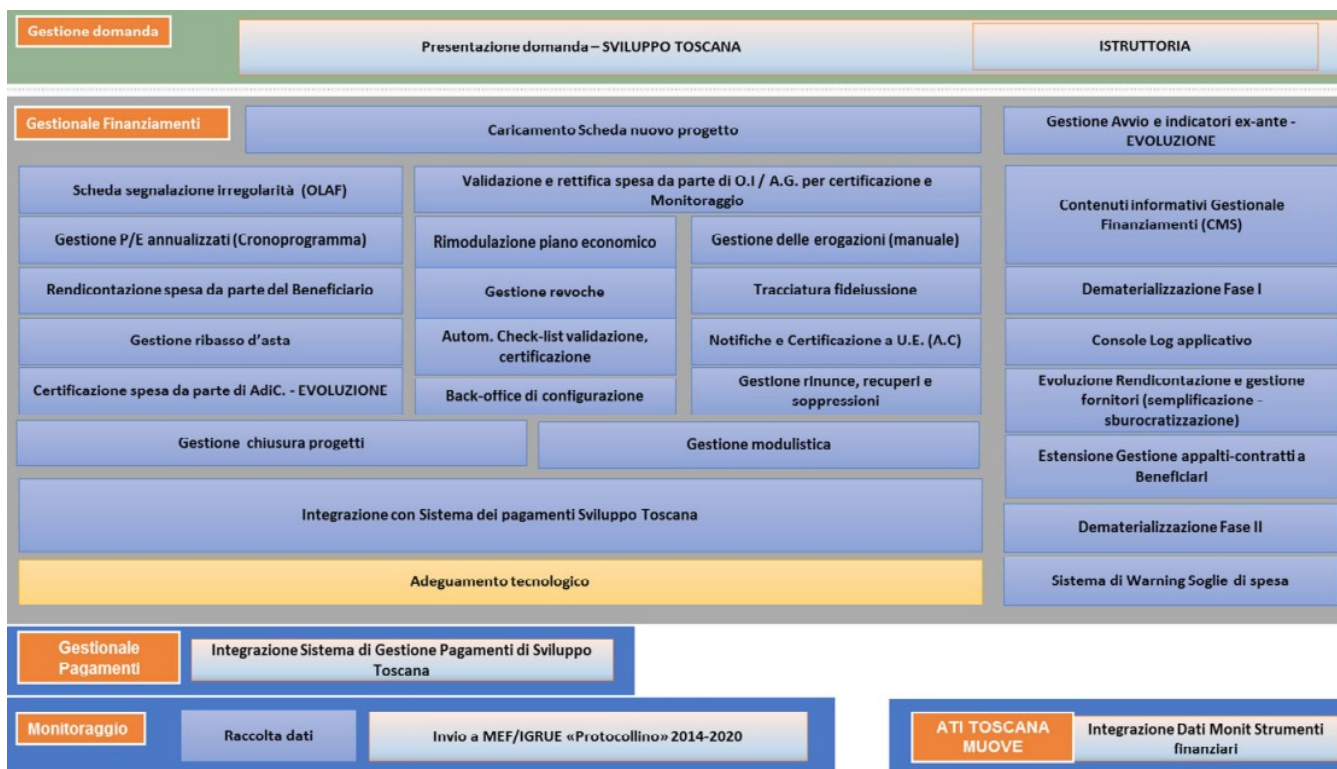 Gestione domanda
Presentazione domanda – SVILUPPO TOSCANA
ISTRUTTORIA
Gestionale Finanziamenti
Caricamento Scheda nuovo progetto
Gestione Avvio e indicatori ex-ante -
EVOLUZIONE
Scheda segnalazione irregolarità (OLAF)
Validazione e rettifica spesa da parte di O.I / A.G. per certificazione e
Monitoraggio
Contenuti informativi Gestionale
Finanziamenti (CMS)
Gestione P/E annualizzati (Cronoprogramma)
Rimodulazione piano economico
Gestione delle erogazioni (manuale)
Rendicontazione spesa da parte del Beneficiario
Gestione revoche
Tracciatura fideiussione
Dematerializzazione Fase I
Gestione ribasso d’asta
Autom. Check-list validazione,
certificazione
Notifiche e Certificazione a U.E. (A.C)
Console Log applicativo
Certificazione spesa da parte di AdiC. - EVOLUZIONE
Back-office di configurazione
Gestione rinunce, recuperi e
soppressioni
Evoluzione Rendicontazione e gestione
fornitori (semplificazione -
sburocratizzazione)
Gestione chiusura progetti
Gestione modulistica
Estensione Gestione appalti-contratti a
Beneficiari
Integrazione con Sistema dei pagamenti Sviluppo Toscana
Dematerializzazione Fase II
Adeguamento tecnologico
Sistema di Warning Soglie di spesa
Gestionale
Pagamenti
Integrazione Sistema di Gestione Pagamenti di Sviluppo
Toscana
Monitoraggio
Raccolta dati
Invio a MEF/IGRUE «Protocollino» 2014-2020
ATI TOSCANA
MUOVE
Integrazione Dati Monit Strumenti
finanziari